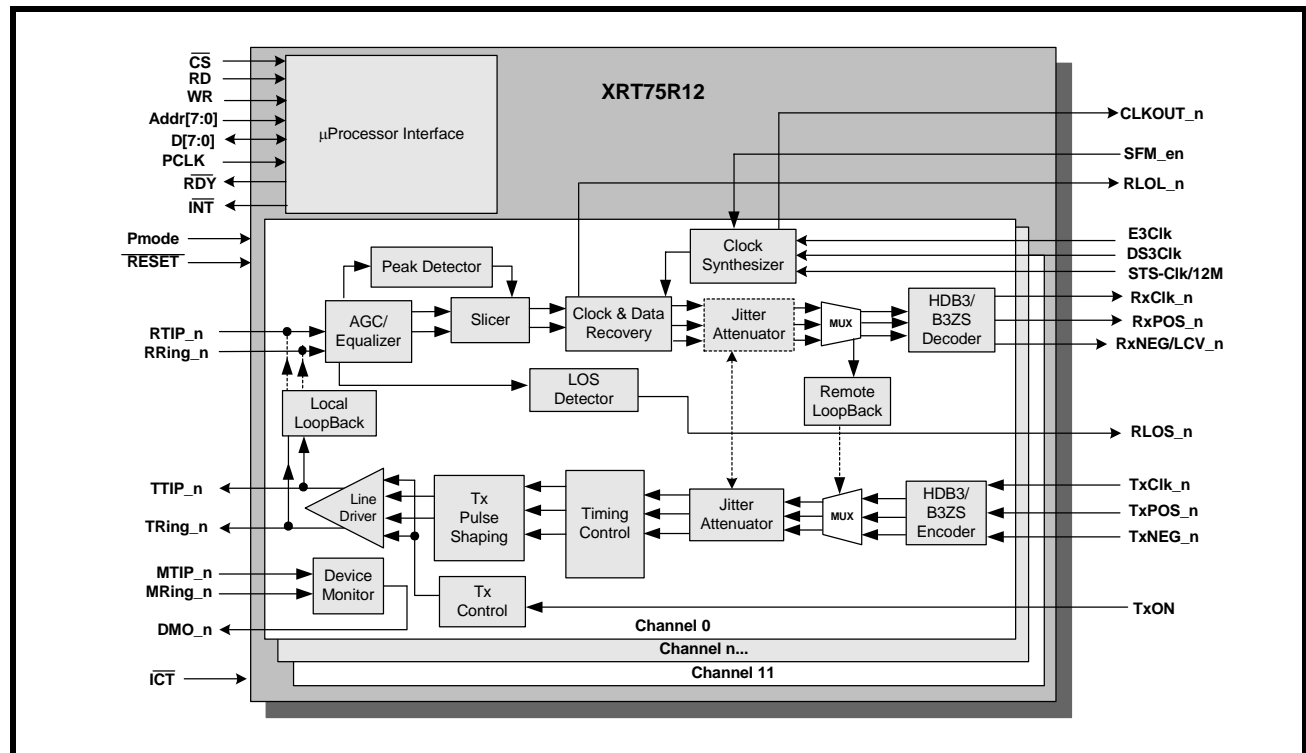 XRT75R12
CS
RD
WR
Addr[7:0]
D[7:0]
PCLK
RDY
INT
Pmode
RESET
µProcessor Interface
CLKOUT_n
SFM_en
RLOL_n
E3Clk
DS3Clk
STS-Clk/12M
Clock
Synthesizer
Peak Detector
RTIP_n
RRing_n
AGC/
Equalizer
Slicer
Clock & Data
Recovery
Jitter
Attenuator
MUX
HDB3/
B3ZS
Decoder
RxClk_n
RxPOS_n
RxNEG/LCV_n
Local
LoopBack
LOS
Detector
Remote
LoopBack
RLOS_n
TTIP_n
TRing_n
Line
Driver
Tx
Pulse
Shaping
Timing
Control
Jitter
Attenuator
MUX
HDB3/
B3ZS
Encoder
TxClk_n
TxPOS_n
TxNEG_n
MTIP_n
MRing_n
DMO_n
Device
Monitor
Tx
Control
TxON
Channel 0
Channel n...
Channel 11
ICT